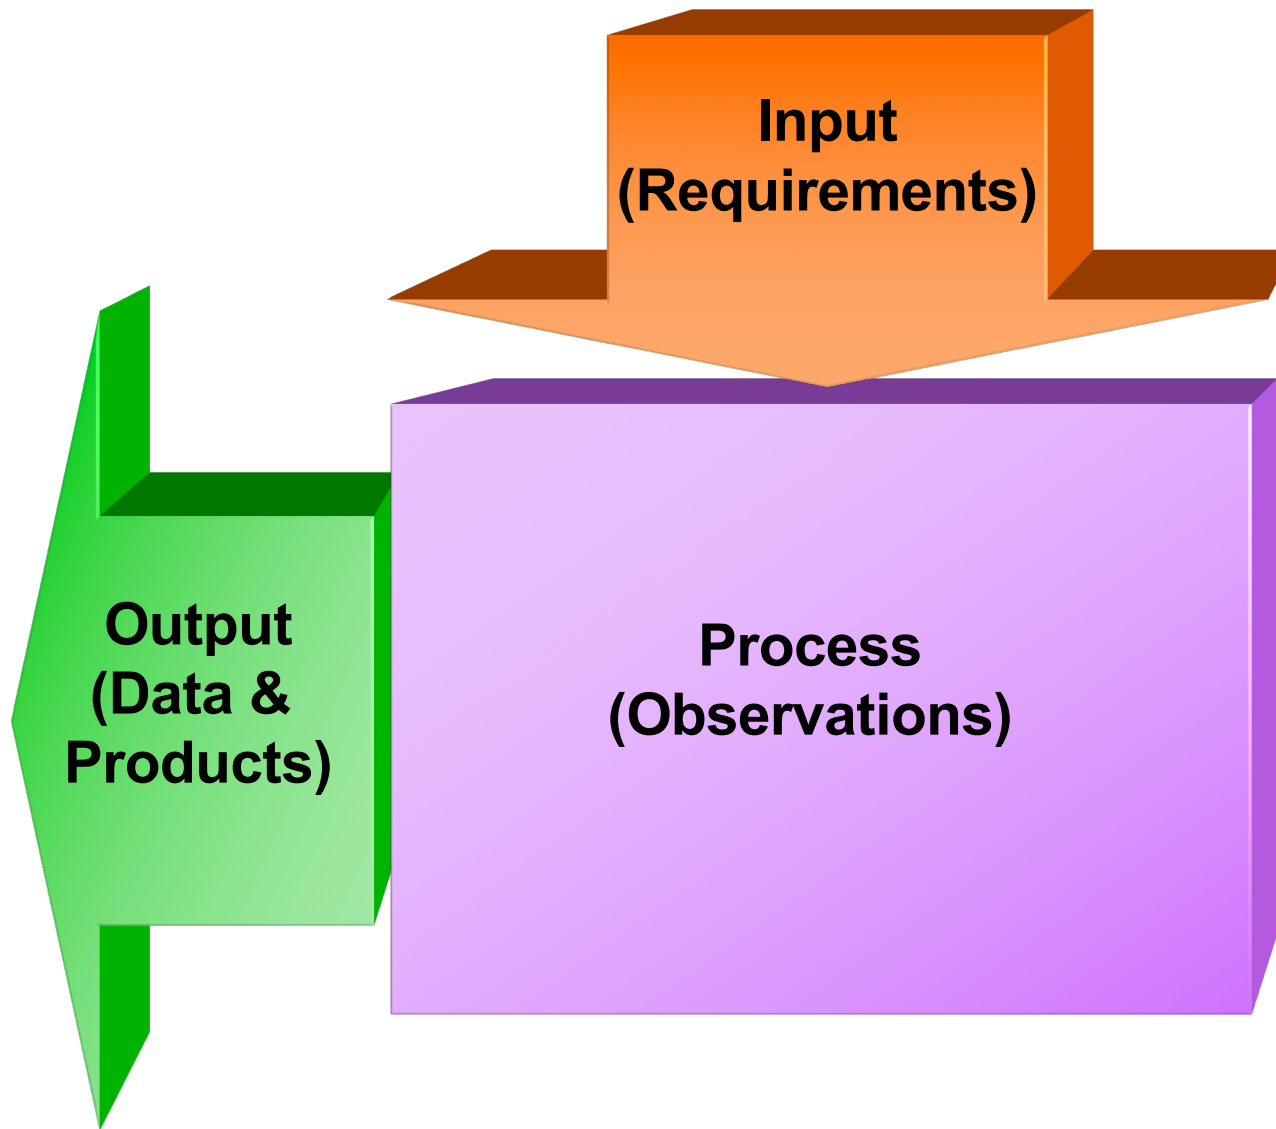 Input
(Requirements)
Output
(Data &
Products)
Process
(Observations)